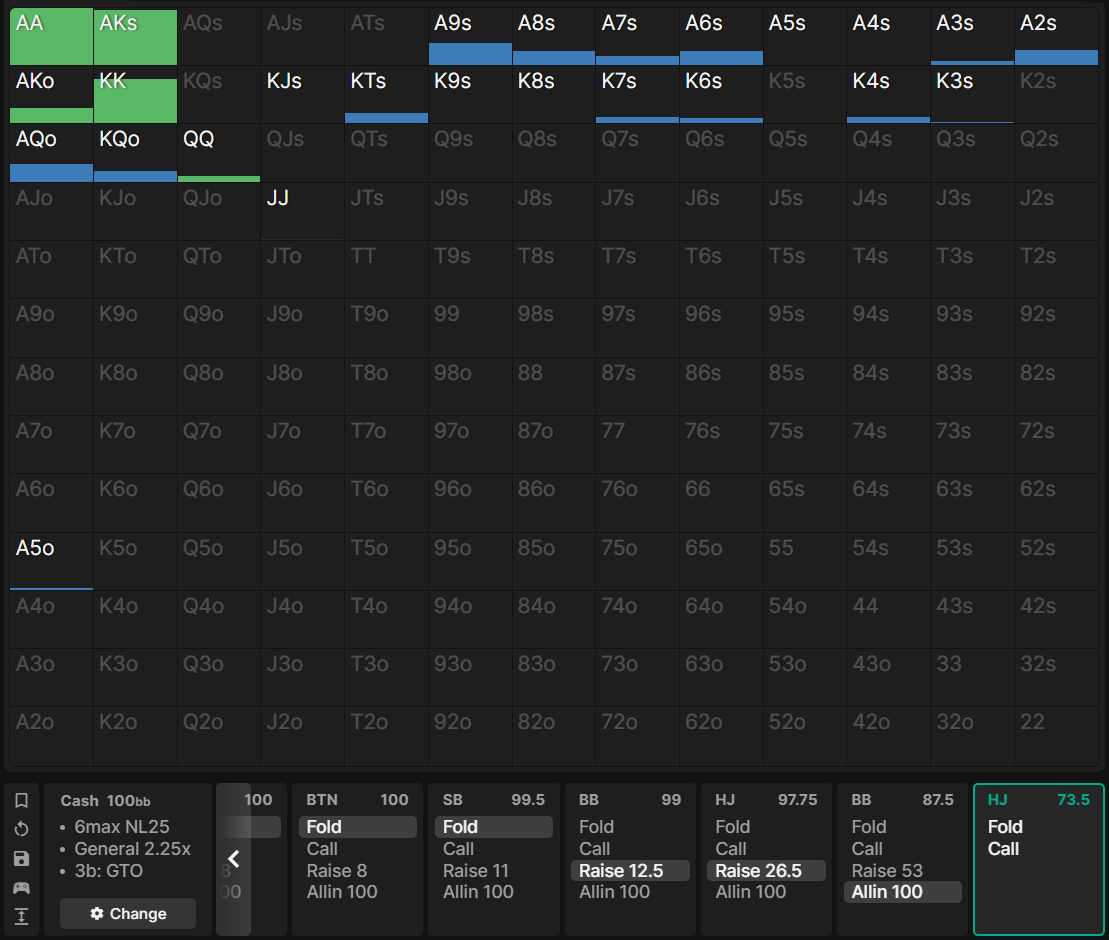 AA AKs AQs AJs ATs A9s A8s A7s A6s A5s A4s A3s A2s
AKo KK KQs KJs KTs K9s K8s K7s K6s K5s K4s K3s K2s
AQo KQo QQ QJs QTs Q9s Q8s Q7s Q6s Q5s Q4s Q3s Q2s
AJo KJo QJo JJ JTs J9s J8s J7s J6s J5s J4s J3s J2s
ATo KTo QTo JTo TT T9s T8s T7s T6s T5s T4s T3s T2s
A9o K9o Q9o J9o T9o 99 98s 97s 96s 95s 94s 93s 92s
A8o K8o Q8o J8o T8o 98o 88 87s 86s 85s 84s 83s 82s
A7o K7o Q7o J7o T7o 97o 87o 77 76s 75s 74s 73s 72s
A6o K6o Q6o J6o T6o 96o 86o 76o 66 65s 64s 63s 62s
A5o K5o Q5o J5o T5o 95o 85o 75o 65o 55 54s 53s 52s
A4o K4o Q4o J4o T4o 94o 84o 74o 64o 54o 44 43s 42s
A3o K3o Q3o J3o T3o 93o 83o 73o 63o 53o 43o 33 32s
A2o K2o Q2o J2o T2o 92o 82o 72o 62o 52o 42o 32o 22
Cash 100bb
• 6max NL25
• General 2.25x
• 3b: GTO
Change
100
8
00
BTN 100
Fold
Call
Raise 8
Allin 100
SB 99.5
Fold
Call
Raise 11
Allin 100
BB 99
Fold
Call
Raise 12.5
Allin 100
HJ 97.75
Fold
Call
Raise 26.5
Allin 100
BB 87.5
Fold
Call
Raise 53
Allin 100
HJ 73.5
Fold
Call